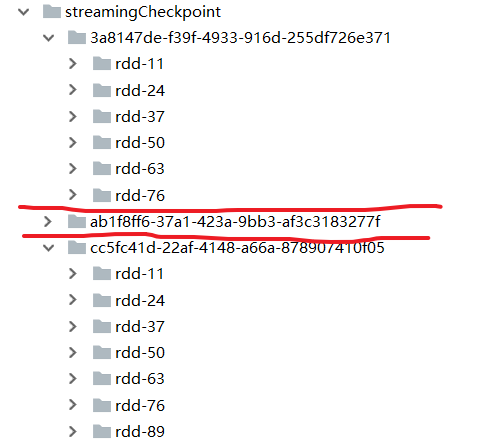 streamingCheckpoint
3a8147de-f39f-4933-916d-255df726e371
rdd-11
rdd-24
rdd-37
rdd-50
rdd-63
rdd-76
ab1f8ff6-37a1-423a-9bb3-af3c3183277f
cc5fc41d-22af-4148-a66a-878907410f05
rdd-11
rdd-24
rdd-37
rdd-50
rdd-63
rdd-76
rdd-89